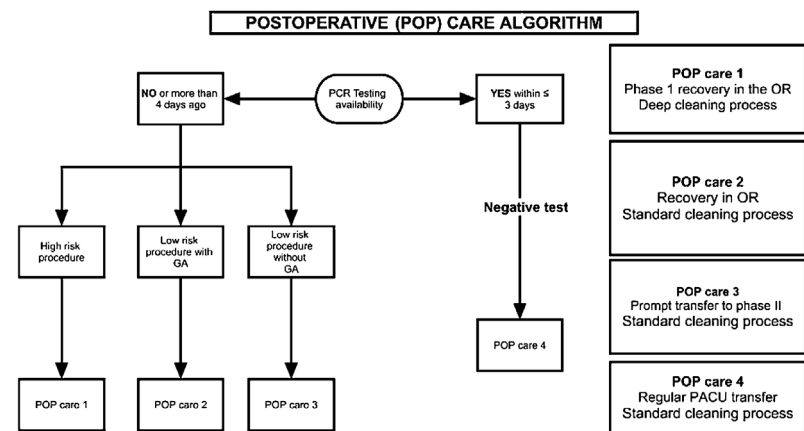 POSTOPERATIVE (POP) CARE ALGORITHM
NO or more than
4 days ago
PCR Testing
availability
YES within ≤
3 days
Negative test
High risk
procedure
Low risk
procedure with
GA
Low risk
procedure
without
GA
POP caro 1
POP caro 2
POP caro 3
POP care 4
POP care 1
Phase 1 recovery in the OR
Deep cleaning process
POP care 2
Recovery in OR
Standard cleaning process
POP care 3
Prompt transfer to phase II
Standard cleaning process
POP care 4
Regular PACU transfer
Standard cleaning process